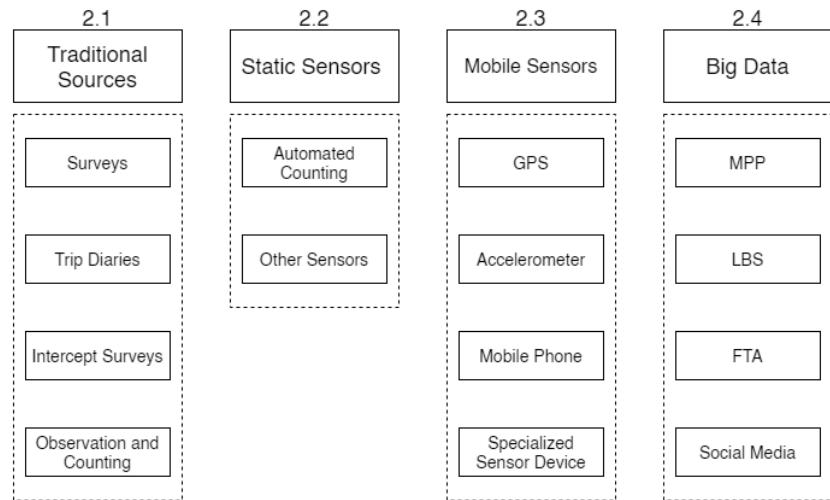 2.1
Traditional
Sources
Surveys
Trip Diaries
Intercept Surveys
Observation and
Counting
2.2
Static Sensors
Automated
Counting
Other Sensors
2.3
Mobile Sensors
GPS
Accelerometer
Mobile Phone
Specialized
Sensor Device
2.4
Big Data
MPP
LBS
FTA
Social Media